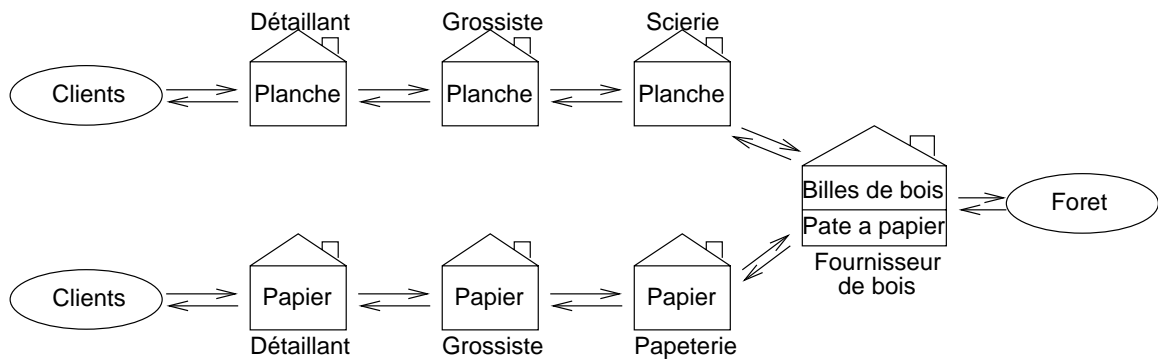 Détaillant
Grossiste
Scierie
Clients
Planche
Planche
Planche
Billes de bois
Pate a papier
Fournisseur
de bois
Foret
Clients
Papier
Papier
Papier
Détaillant
Grossiste
Papeterie